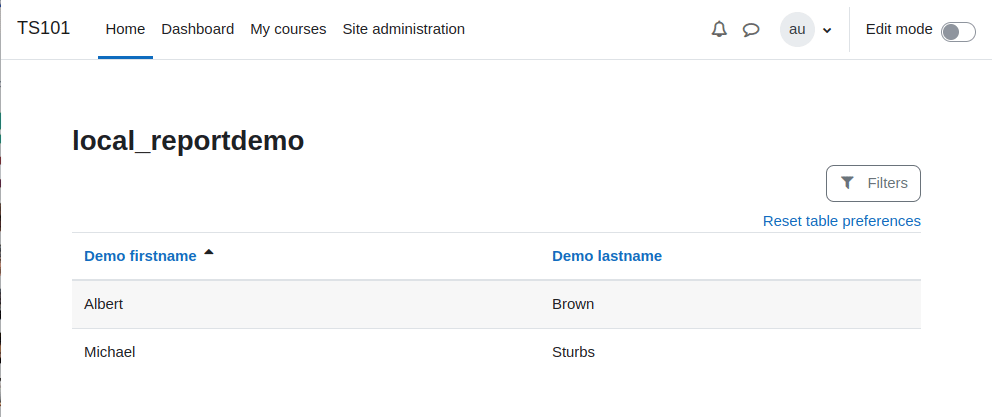 TS101 Home Dashboard My courses Site administration au Edit mode
local_reportdemo
Filters
Reset table preferences
Demo firstname Demo lastname
Albert Brown
Michael Sturbs